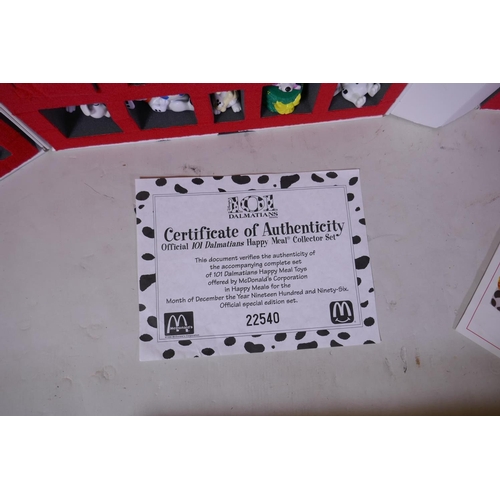 101
DALMATIANS
Certificate of Authenticity
Official 101 Dalmatians Happy Meal® Collector Set
This document verifies the authenticity of
the accompanying complete set
of 101 Dalmatians Happy Meal Toys
offered by McDonald's Corporation
in Happy Meals for the
Month of December the Year Nineteen Hundred and Ninety-Six.
Official special edition set.
22540